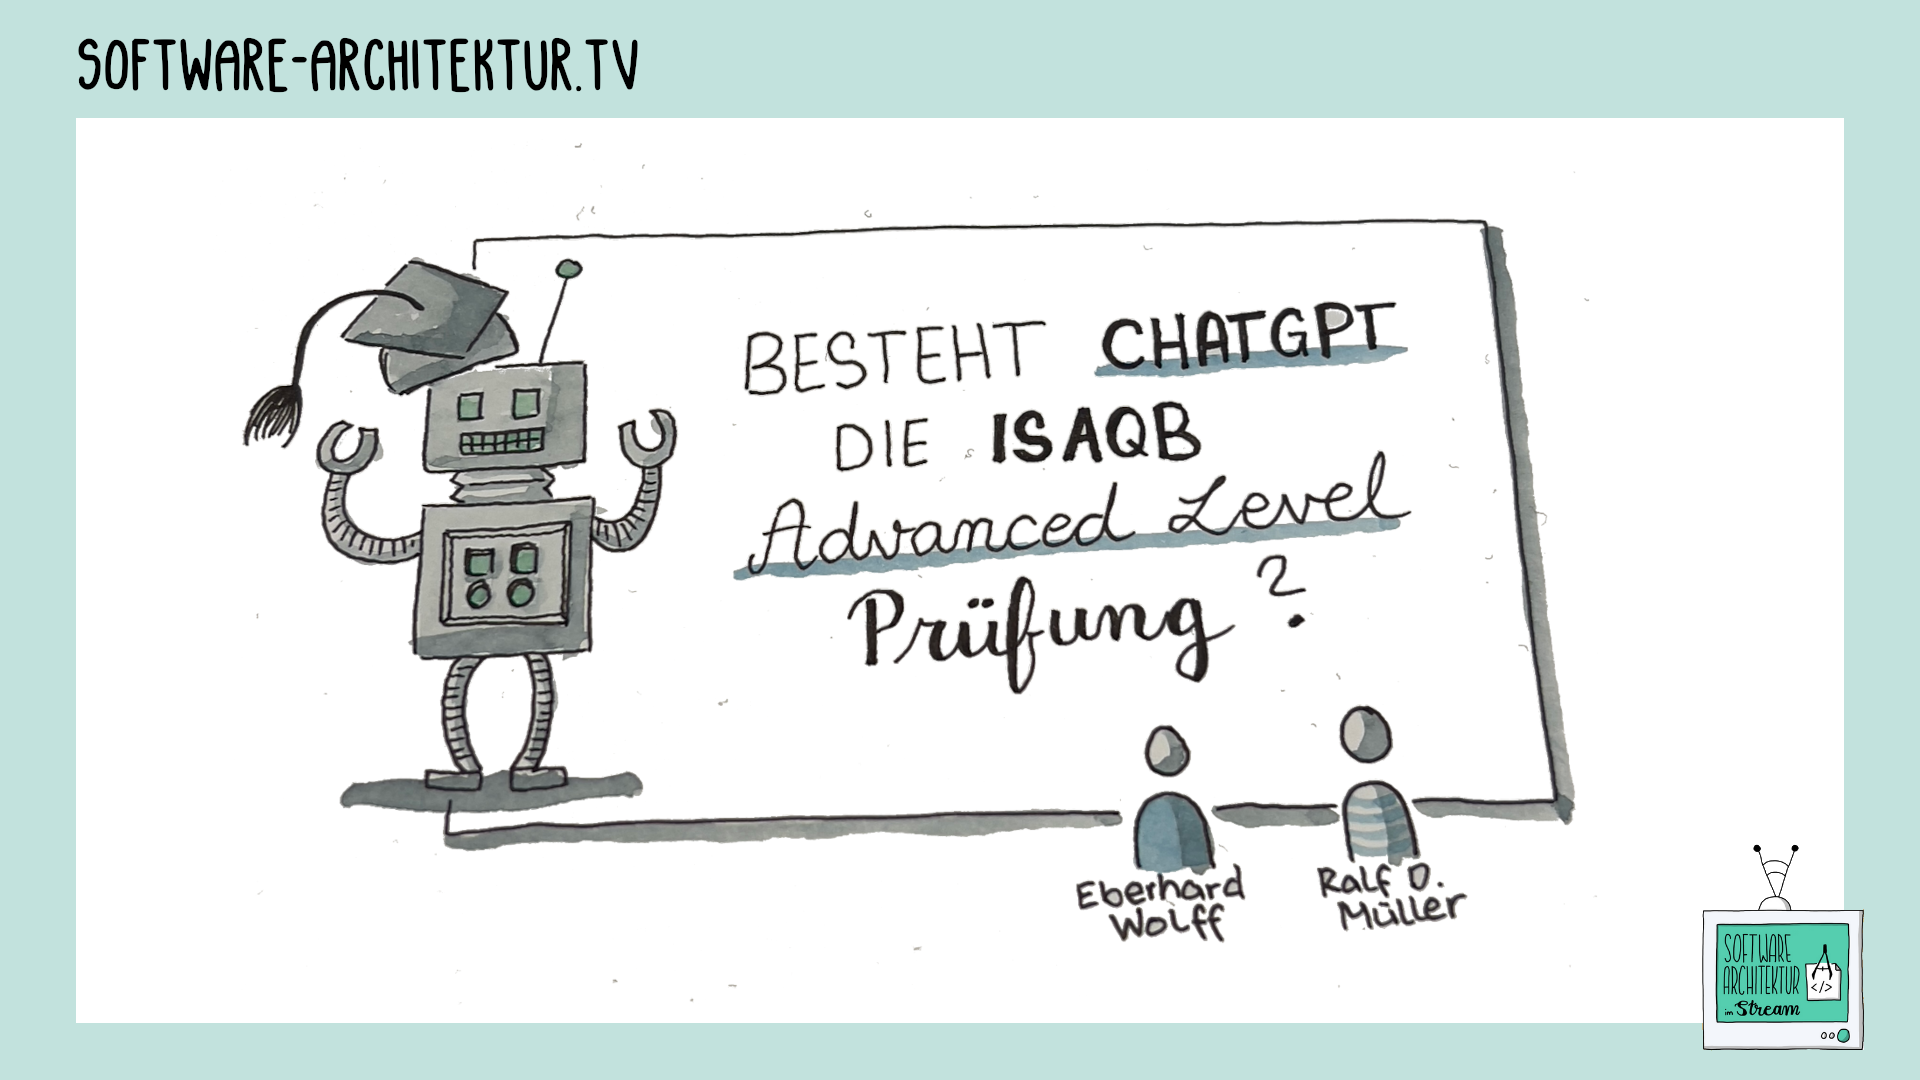 SOFTWARE-ARCHITEKTUR.TV
BESTEHT CHATGPT
DIE ISAQB
Advanced Level
Prüfung?
Eberhard
Wolff
Ralf D.
Müller
SOFTWARE
ARCHITEKTUR
</>
im Stream